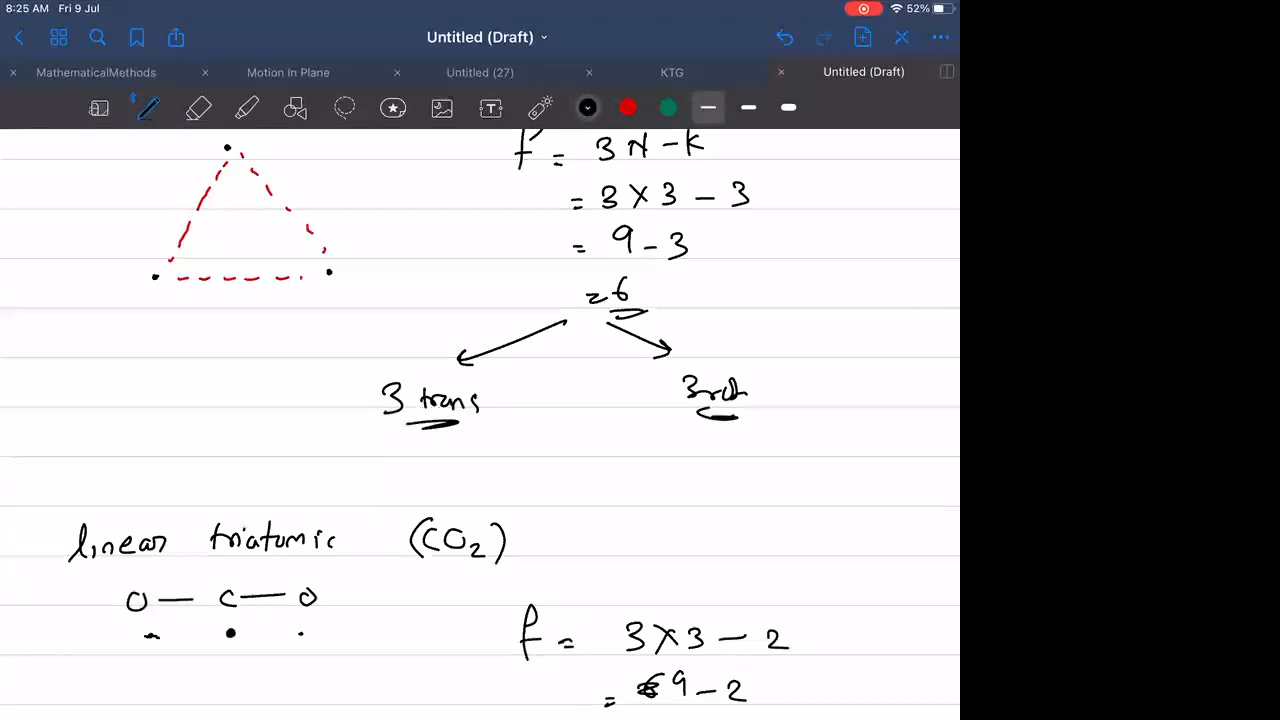 8:25 AM Fri 9 Jul
52%
Untitled (Draft)
MathematicalMethods
Motion In Plane
Untitled (27)
KTG
Untitled (Draft)
f = 3N - K
= 3 × 3 - 3
= 9 - 3
= 6
3 trans
3 rot
linear triatomic (CO₂)
O — C — O
f = 3×3 - 2
= 9 - 2